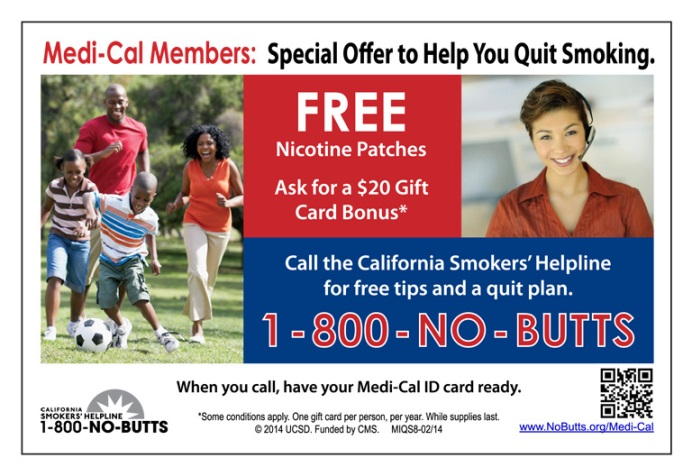 Medi-Cal Members: Special Offer to Help You Quit Smoking.
FREE
Nicotine Patches
Ask for a $20 Gift
Card Bonus*
Call the California Smokers' Helpline
for free tips and a quit plan.
1-800-NO-BUTTS
When you call, have your Medi-Cal ID card ready.
CALIFORNIA
SMOKERS' HELPLINE
1-800-NO-BUTTS
*Some conditions apply. One gift card per person, per year. While supplies last.
© 2014 UCSD. Funded by CMS. MIQS8-02/14
www.NoButts.org/Medi-Cal